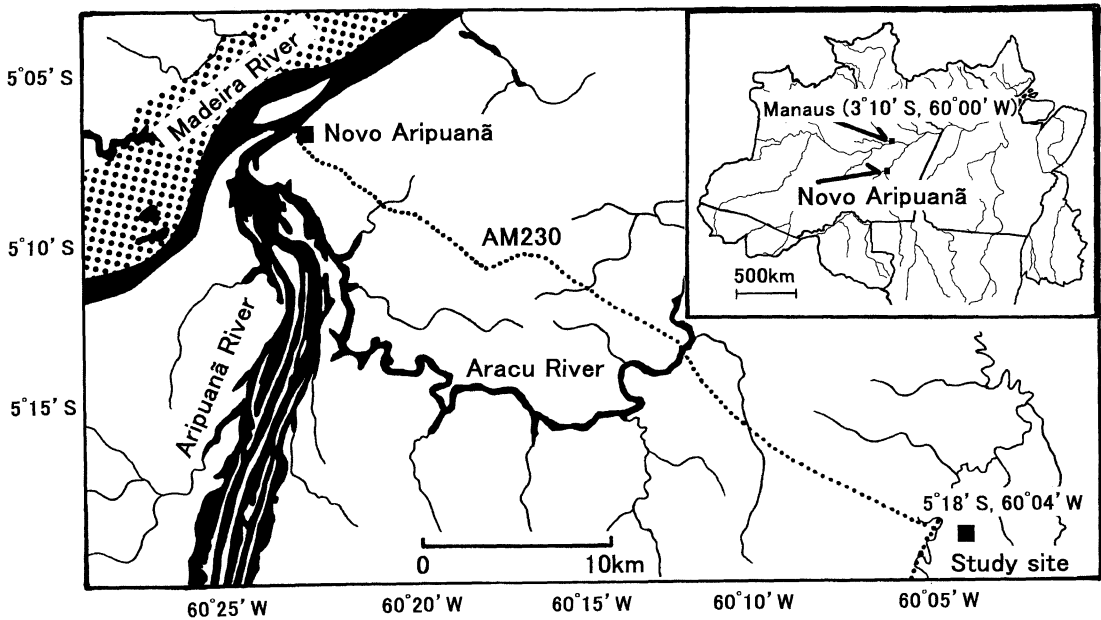 5°05' S
Madeira River
Novo Aripuanã
Manaus (3°10' S, 60°00' W)
Novo Aripuanã
500km
5°10' S
AM230
Aripuanã River
Aracu River
5°15' S
5°18' S, 60°04' W
Study site
0 10km
60°25' W 60°20' W 60°15' W 60°10' W 60°05' W